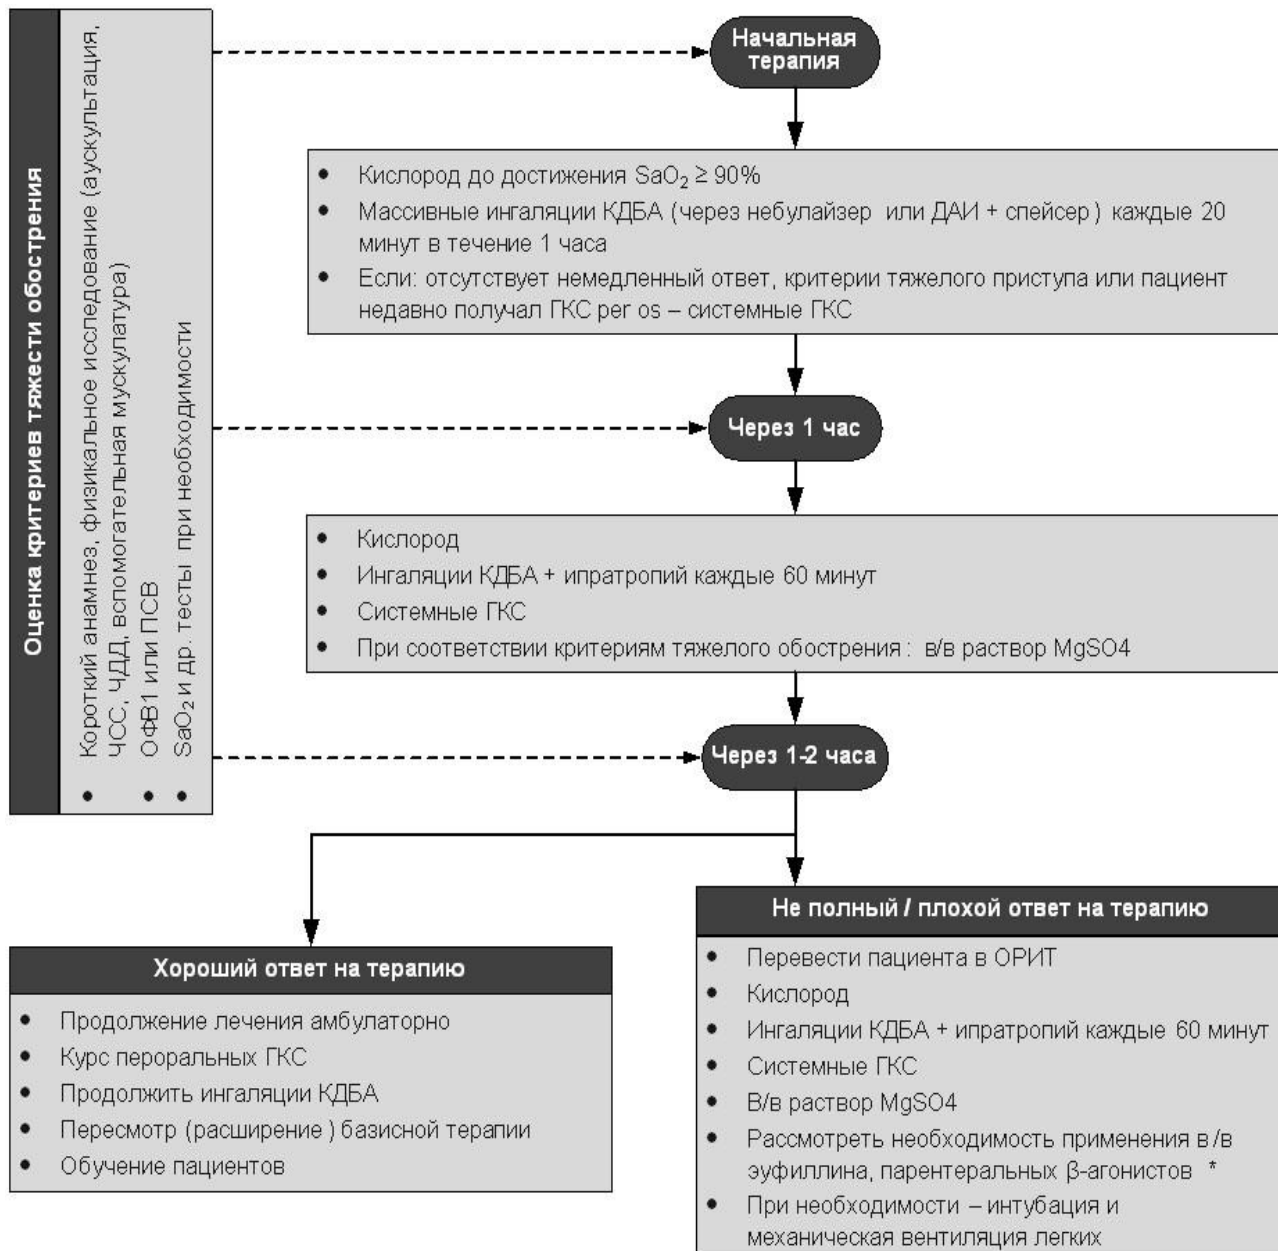 Оценка критериев тяжести обострения
• Короткий анамнез, физикальное исследование (аускультация,
ЧСС, ЧДД, вспомогательная мускулатура)
• ОФВ1 или ПСВ
• SaO₂ и др. тесты при необходимости
Начальная
терапия
• Кислород до достижения SaO₂ ≥ 90%
• Массивные ингаляции КДБА (через небулайзер или ДАИ + спейсер) каждые 20
минут в течение 1 часа
• Если: отсутствует немедленный ответ, критерии тяжелого приступа или пациент
недавно получал ГКС per os – системные ГКС
Через 1 час
• Кислород
• Ингаляции КДБА + ипратропий каждые 60 минут
• Системные ГКС
• При соответствии критериям тяжелого обострения : в/в раствор MgSO4
Через 1-2 часа
Хороший ответ на терапию
• Продолжение лечения амбулаторно
• Курс пероральных ГКС
• Продолжить ингаляции КДБА
• Пересмотр (расширение ) базисной терапии
• Обучение пациентов
Не полный / плохой ответ на терапию
• Перевести пациента в ОРИТ
• Кислород
• Ингаляции КДБА + ипратропий каждые 60 минут
• Системные ГКС
• В/в раствор MgSO4
• Рассмотреть необходимость применения в/в
эуфиллина, парентеральных β-агонистов *
• При необходимости – интубация и
механическая вентиляция легких